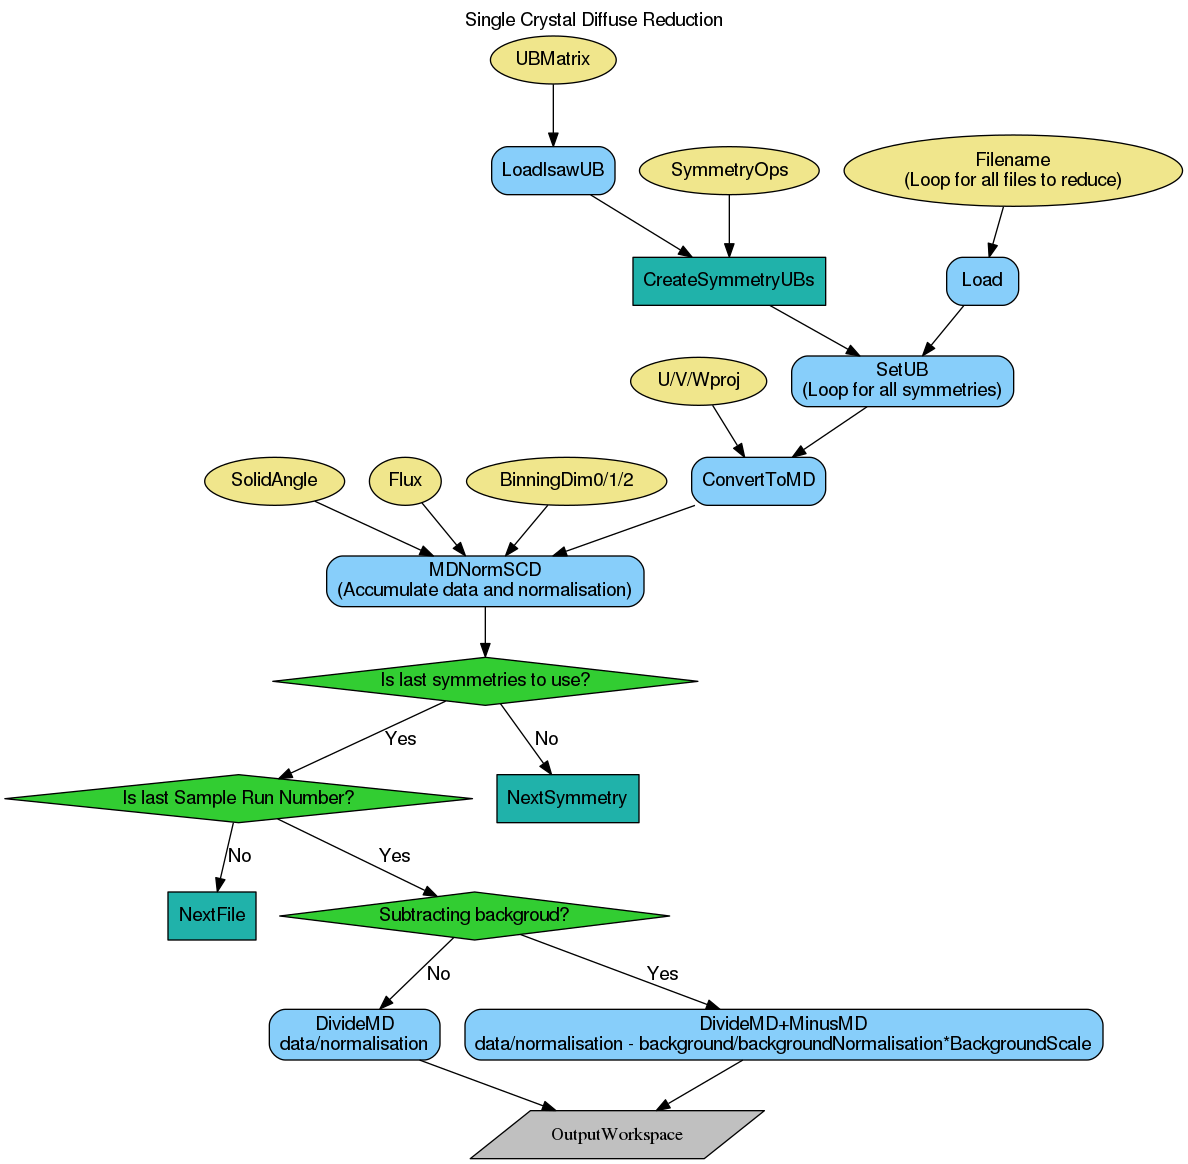 Single Crystal Diffuse Reduction
UBMatrix
LoadIsawUB
SymmetryOps
Filename
(Loop for all files to reduce)
CreateSymmetryUBs
Load
U/V/Wproj
SetUB
(Loop for all symmetries)
SolidAngle
Flux
BinningDim0/1/2
ConvertToMD
MDNormSCD
(Accumulate data and normalisation)
Is last symmetries to use?
Yes
No
Is last Sample Run Number?
NextSymmetry
No
Yes
NextFile
Subtracting backgroud?
No
Yes
DivideMD
data/normalisation
DivideMD+MinusMD
data/normalisation - background/backgroundNormalisation*BackgroundScale
OutputWorkspace